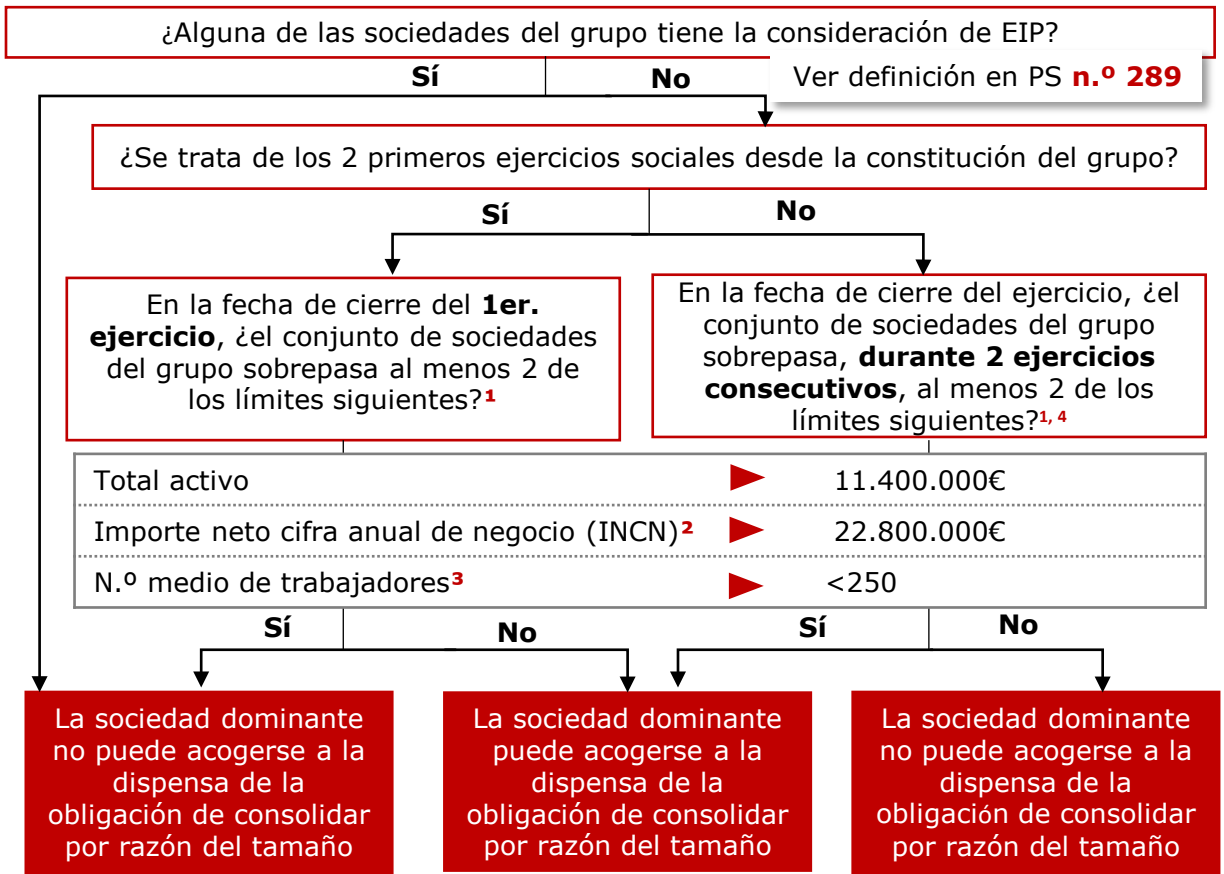 ¿Alguna de las sociedades del grupo tiene la consideración de EIP?
Sí
No
Ver definición en PS n.º 289
¿Se trata de los 2 primeros ejercicios sociales desde la constitución del grupo?
Sí
No
En la fecha de cierre del 1er.
ejercicio, ¿el conjunto de sociedades
del grupo sobrepasa al menos 2 de
los límites siguientes?¹
En la fecha de cierre del ejercicio, ¿el
conjunto de sociedades del grupo
sobrepasa, durante 2 ejercicios
consecutivos, al menos 2 de los
límites siguientes?¹, ⁴
Total activo 11.400.000€
Importe neto cifra anual de negocio (INCN)² 22.800.000€
N.º medio de trabajadores³ <250
Sí
No
Sí
No
La sociedad dominante
no puede acogerse a la
dispensa de la
obligación de consolidar
por razón del tamaño
La sociedad dominante
puede acogerse a la
dispensa de la
obligación de consolidar
por razón del tamaño
La sociedad dominante
no puede acogerse a la
dispensa de la
obligación de consolidar
por razón del tamaño